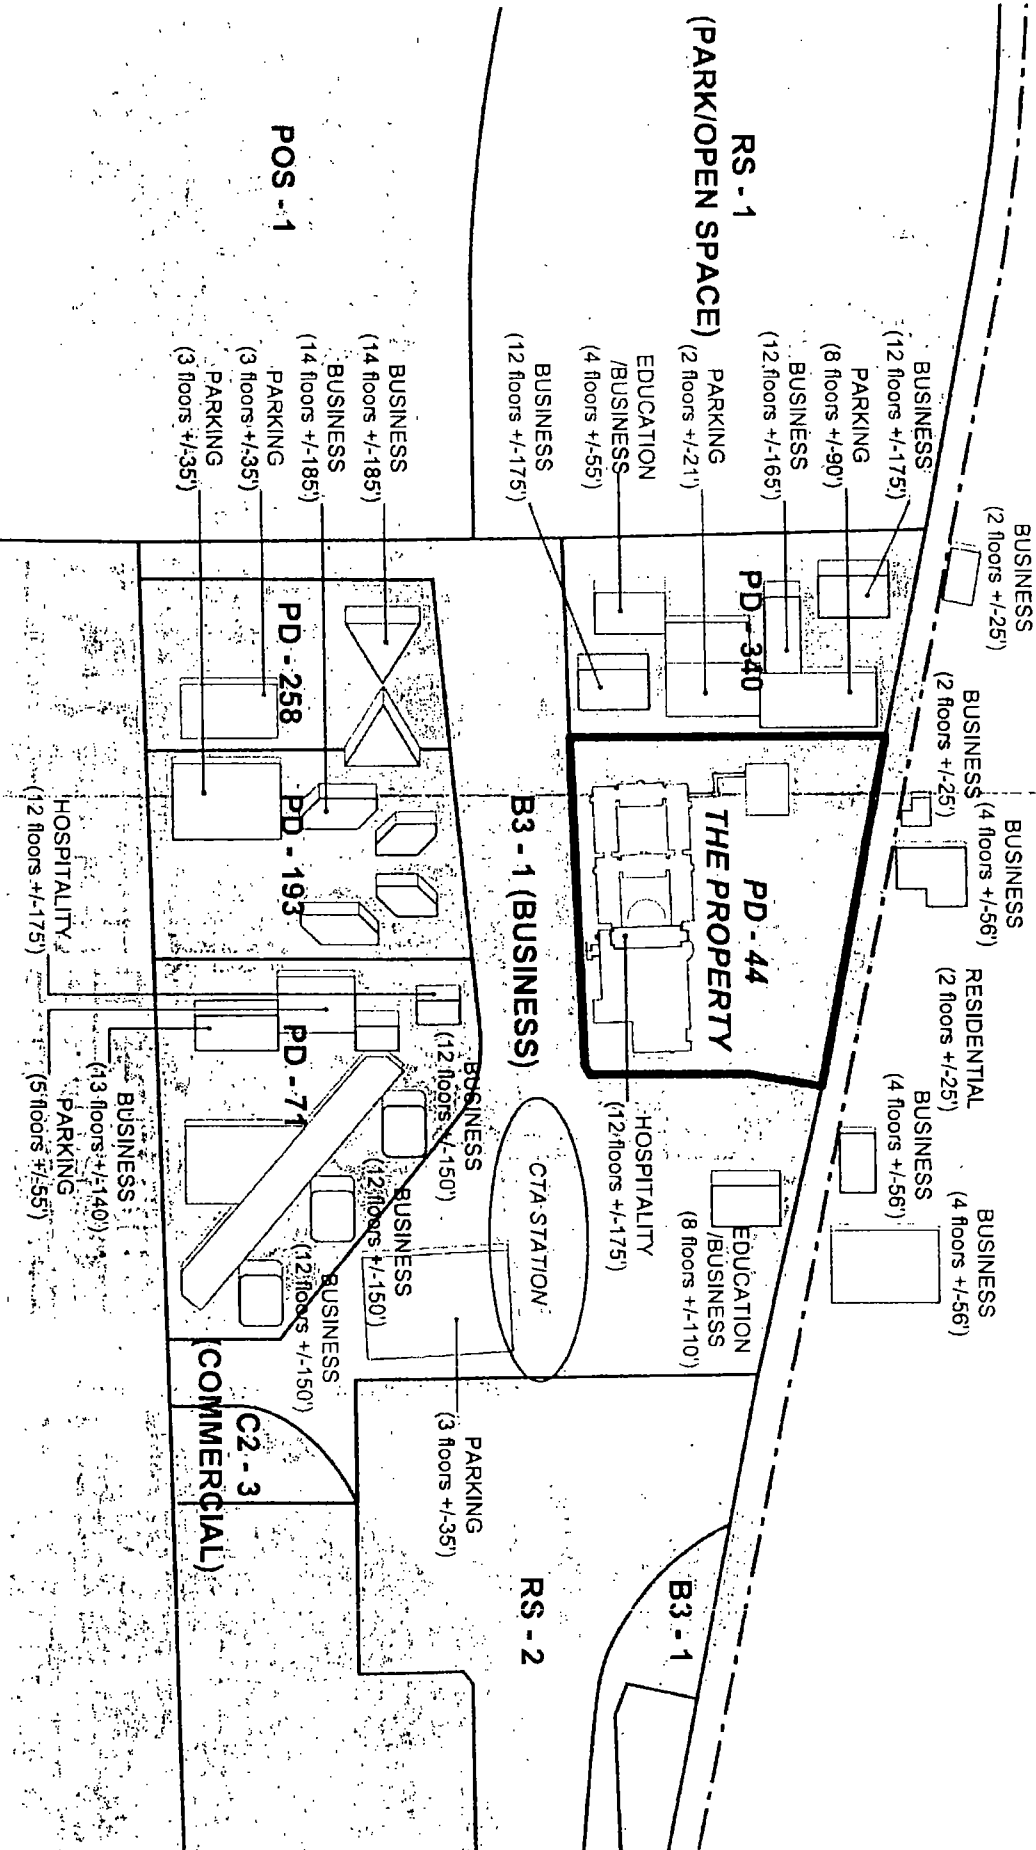 BUSINESS
(2 floors +/-25')
BUSINESS
(2 floors +/-25')
BUSINESS
(4 floors +/-56')
RESIDENTIAL
(2 floors +/-25')
BUSINESS
(4 floors +/-56')
BUSINESS
(4 floors +/-56')
RS - 1
(PARK/OPEN SPACE)
BUSINESS
(12 floors +/-175')
PARKING
(8 floors +/-90')
BUSINESS
(12 floors +/-165')
PARKING
(2 floors +/-21')
EDUCATION
/BUSINESS
(4 floors +/-55')
BUSINESS
(12 floors +/-175')
PD - 340
PD - 44
THE PROPERTY
HOSPITALITY
(12 floors +/-175')
EDUCATION
/BUSINESS
(8 floors +/-110')
B3 - 1
RS - 2
B3 - 1 (BUSINESS)
CTA STATION
PARKING
(3 floors +/-35')
POS - 1
BUSINESS
(14 floors +/-185')
BUSINESS
(14 floors +/-185')
PARKING
(3 floors +/-35')
PARKING
(3 floors +/-35')
PD - 258
PD - 193
PD - 71
BUSINESS
(12 floors +/-150')
BUSINESS
(12 floors +/-150')
BUSINESS
(12 floors +/-150')
C2 - 3
(COMMERCIAL)
BUSINESS
(13 floors +/-140')
PARKING
(5 floors +/-55')
HOSPITALITY
(12 floors +/-175')